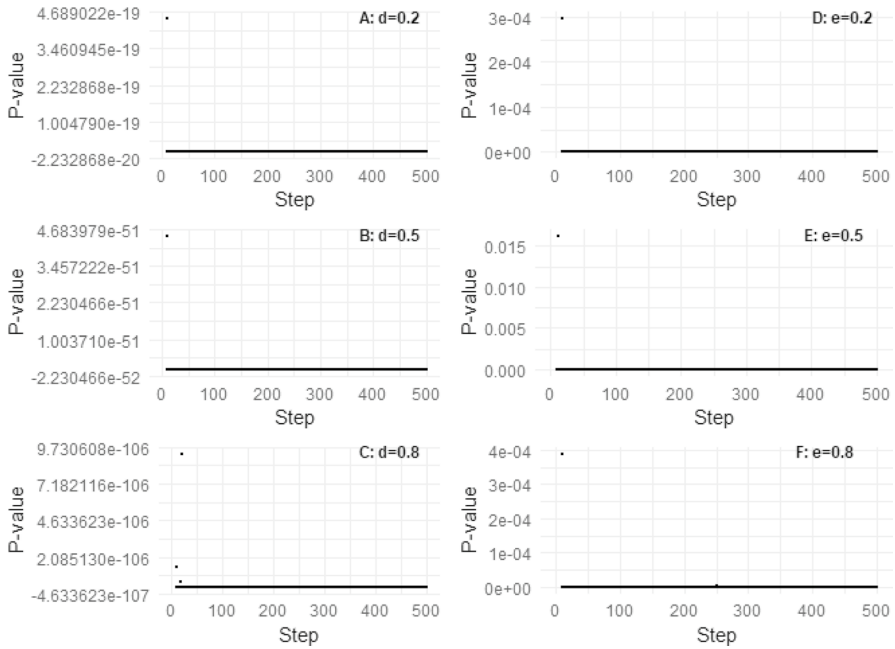 A: d=0.2
P-value
4.689022e-19
3.460945e-19
2.232868e-19
1.004790e-19
-2.232868e-20
0 100 200 300 400 500
Step
D: e=0.2
P-value
3e-04
2e-04
1e-04
0e+00
0 100 200 300 400 500
Step
B: d=0.5
P-value
4.683979e-51
3.457222e-51
2.230466e-51
1.003710e-51
-2.230466e-52
0 100 200 300 400 500
Step
E: e=0.5
P-value
0.015
0.010
0.005
0.000
0 100 200 300 400 500
Step
C: d=0.8
P-value
9.730608e-106
7.182116e-106
4.633623e-106
2.085130e-106
-4.633623e-107
0 100 200 300 400 500
Step
F: e=0.8
P-value
4e-04
3e-04
2e-04
1e-04
0e+00
0 100 200 300 400 500
Step